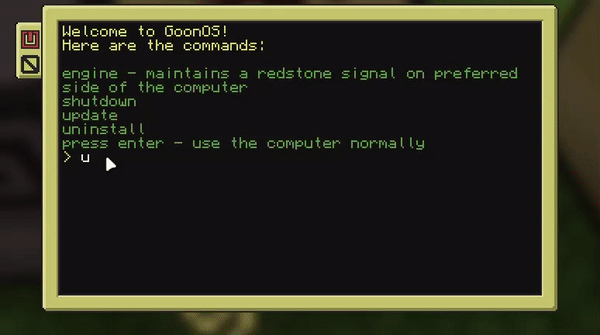 Welcome to GoonOS!
Here are the commands:
engine - maintains a redstone signal on preferred
side of the computer
shutdown
update
uninstall
press enter - use the computer normally
> u